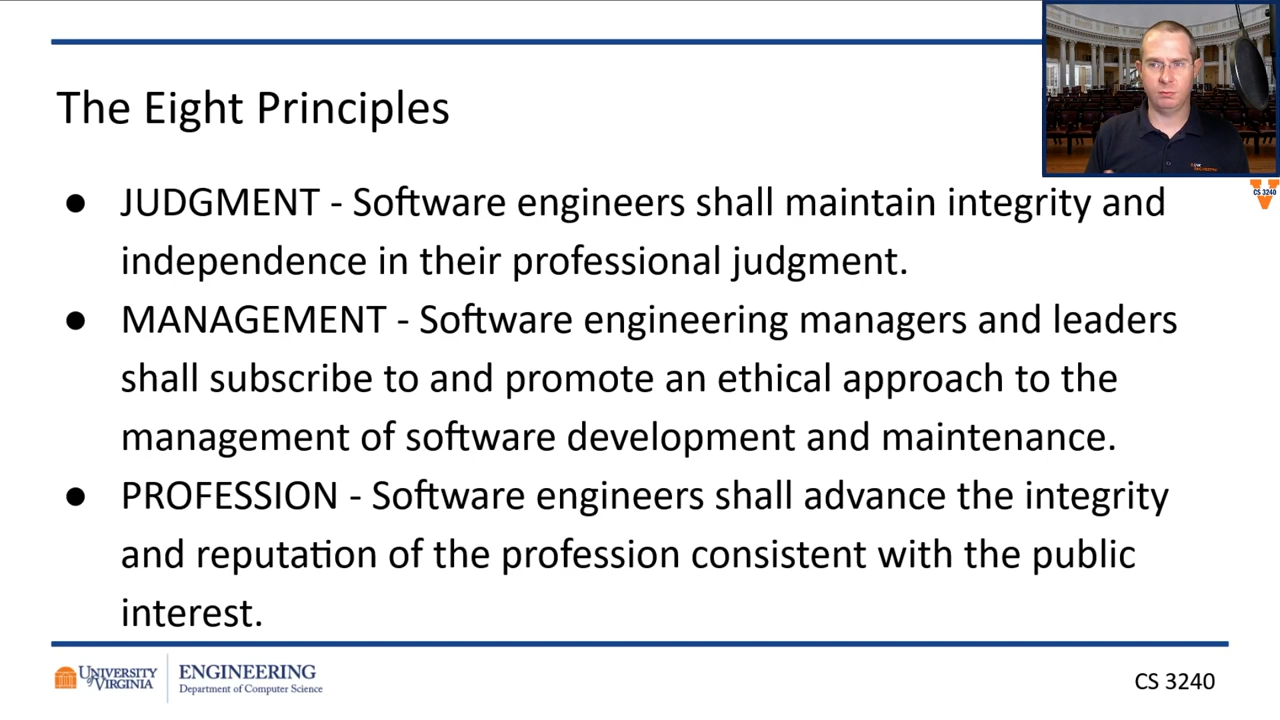 The Eight Principles
CS 3240
● JUDGMENT - Software engineers shall maintain integrity and
independence in their professional judgment.
● MANAGEMENT - Software engineering managers and leaders
shall subscribe to and promote an ethical approach to the
management of software development and maintenance.
● PROFESSION - Software engineers shall advance the integrity
and reputation of the profession consistent with the public
interest.
UNIVERSITY
of VIRGINIA
ENGINEERING
Department of Computer Science
CS 3240